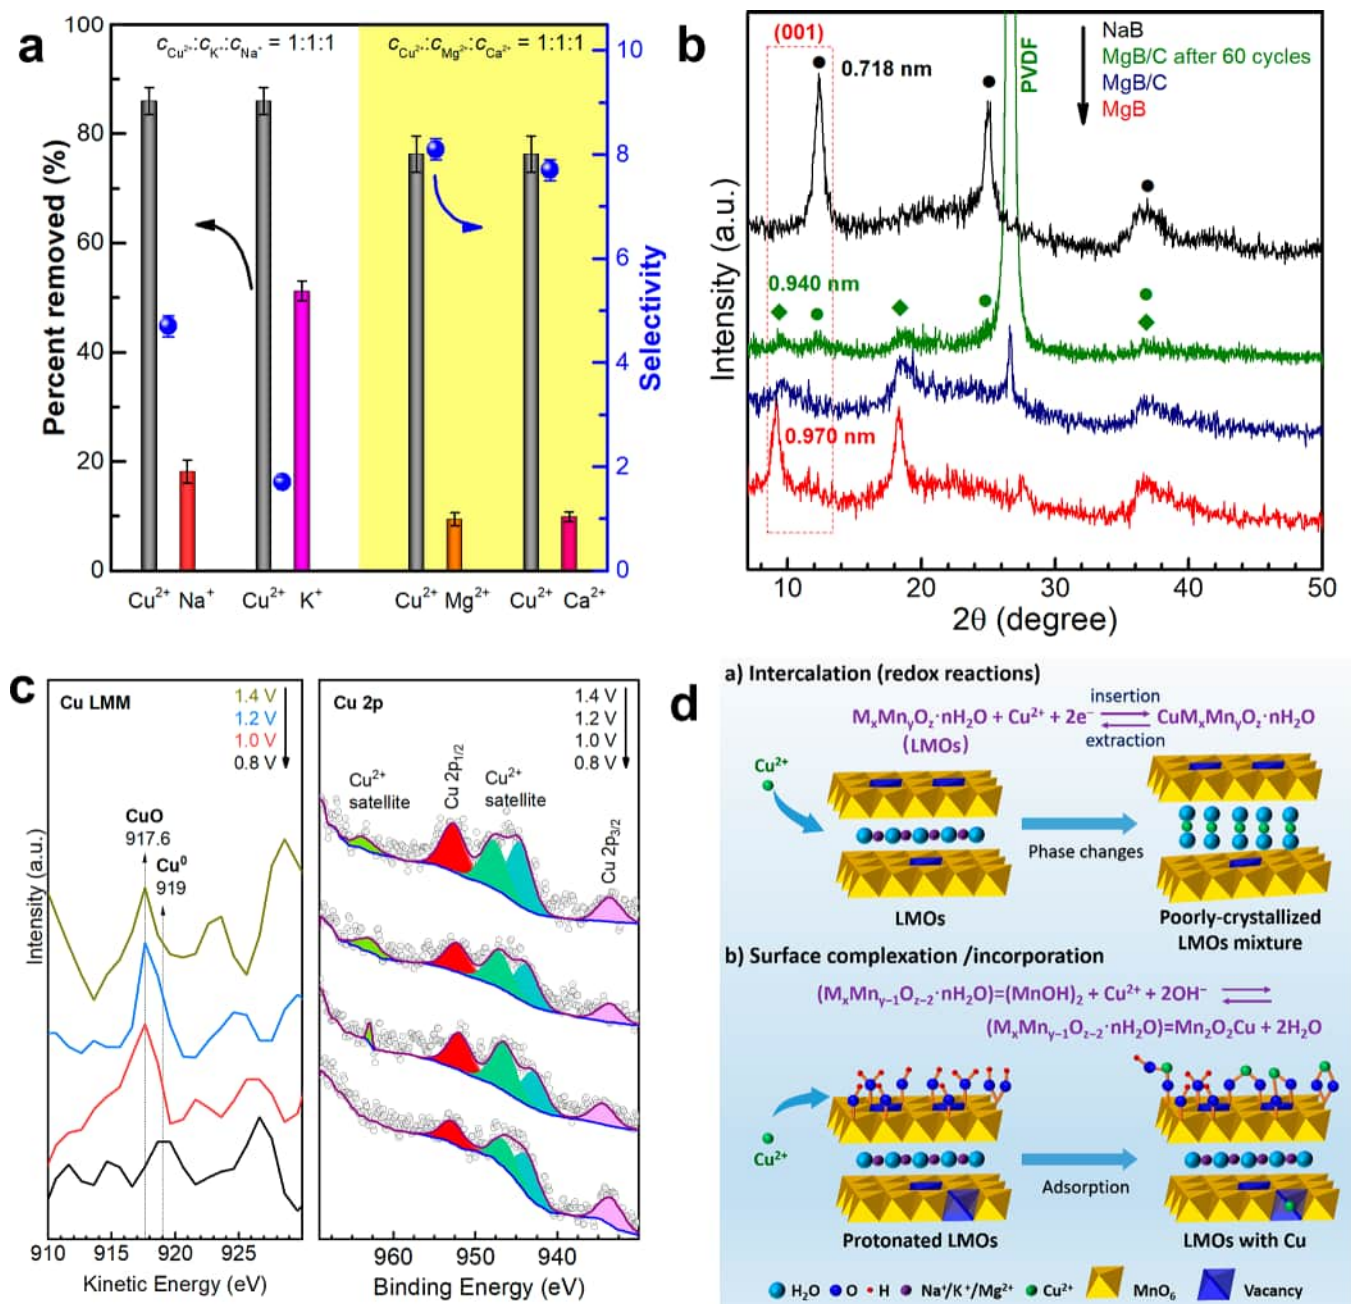 a
c_Cu²⁺:c_K⁺:c_Na⁺ = 1:1:1
c_Cu²⁺:c_Mg²⁺:c_Ca²⁺ = 1:1:1
Percent removed (%)
100
80
60
40
20
0
10
8
6
4
2
0
Selectivity
Cu²⁺ Na⁺ Cu²⁺ K⁺ Cu²⁺ Mg²⁺ Cu²⁺ Ca²⁺
b
(001)
0.718 nm
PVDF
NaB
MgB/C after 60 cycles
MgB/C
MgB
0.940 nm
0.970 nm
Intensity (a.u.)
10 20 30 40 50
2θ (degree)
c
Cu LMM
1.4 V
1.2 V
1.0 V
0.8 V
CuO
917.6
Cu⁰
919
Intensity (a.u.)
910 915 920 925
Kinetic Energy (eV)
Cu 2p
1.4 V
1.2 V
1.0 V
0.8 V
Cu²⁺
satellite
Cu 2p₁/₂
Cu²⁺
satellite
Cu 2p₃/₂
960 950 940
Binding Energy (eV)
d
a) Intercalation (redox reactions)
insertion
MₓMnᵧO_z·nH₂O + Cu²⁺ + 2e⁻ ⇌ CuMₓMnᵧO_z·nH₂O
(LMOs)
extraction
Cu²⁺
Phase changes
LMOs
Poorly-crystallized
LMOs mixture
b) Surface complexation /incorporation
(MₓMnᵧ₋₁O_z₋₂·nH₂O)=(MnOH)₂ + Cu²⁺ + 2OH⁻ ⇌
(MₓMnᵧ₋₁O_z₋₂·nH₂O)=Mn₂O₂Cu + 2H₂O
Cu²⁺
Adsorption
Protonated LMOs
LMOs with Cu
H₂O O H Na⁺/K⁺/Mg²⁺ Cu²⁺ MnO₆ Vacancy